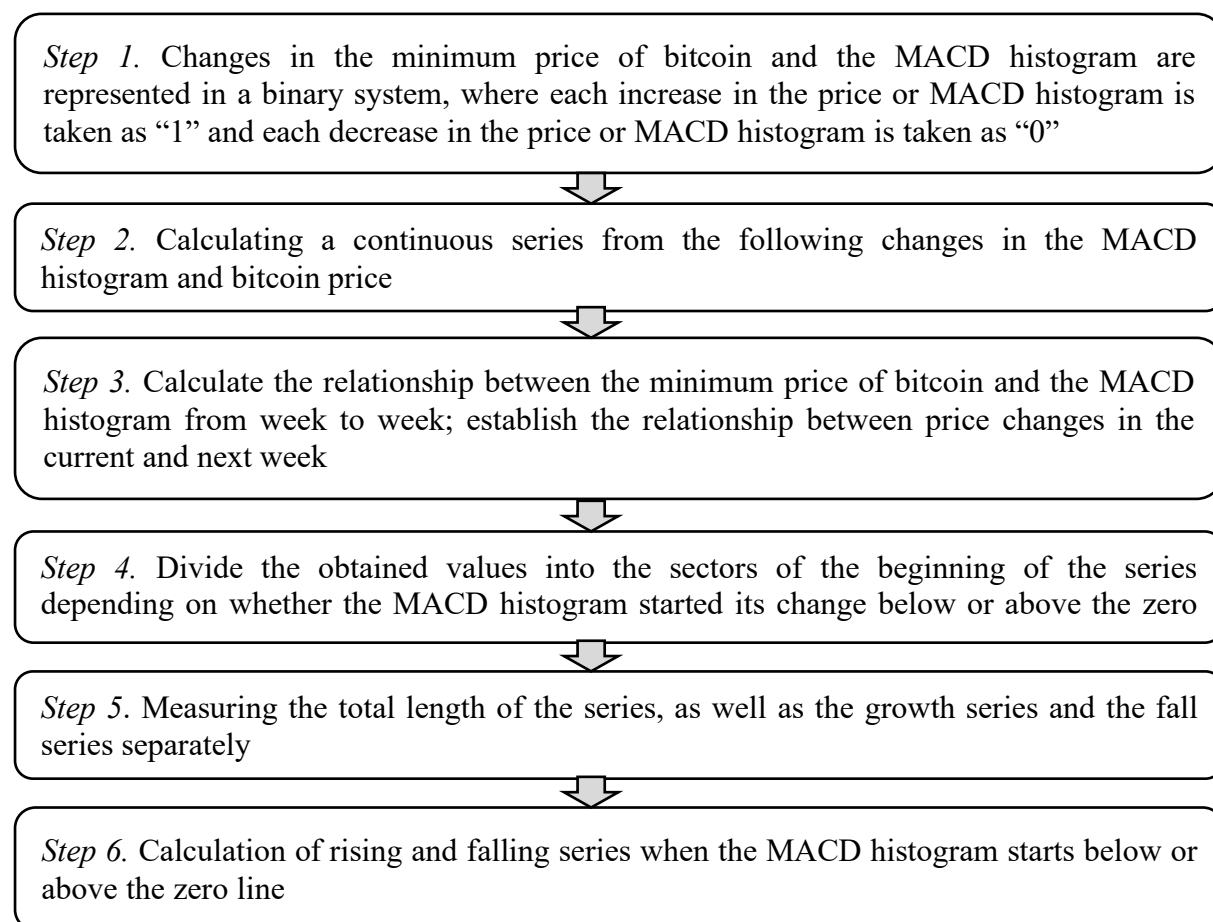 Step 1. Changes in the minimum price of bitcoin and the MACD histogram are
represented in a binary system, where each increase in the price or MACD histogram is
taken as “1” and each decrease in the price or MACD histogram is taken as “0”
Step 2. Calculating a continuous series from the following changes in the MACD
histogram and bitcoin price
Step 3. Calculate the relationship between the minimum price of bitcoin and the MACD
histogram from week to week; establish the relationship between price changes in the
current and next week
Step 4. Divide the obtained values into the sectors of the beginning of the series
depending on whether the MACD histogram started its change below or above the zero
Step 5. Measuring the total length of the series, as well as the growth series and the fall
series separately
Step 6. Calculation of rising and falling series when the MACD histogram starts below or
above the zero line